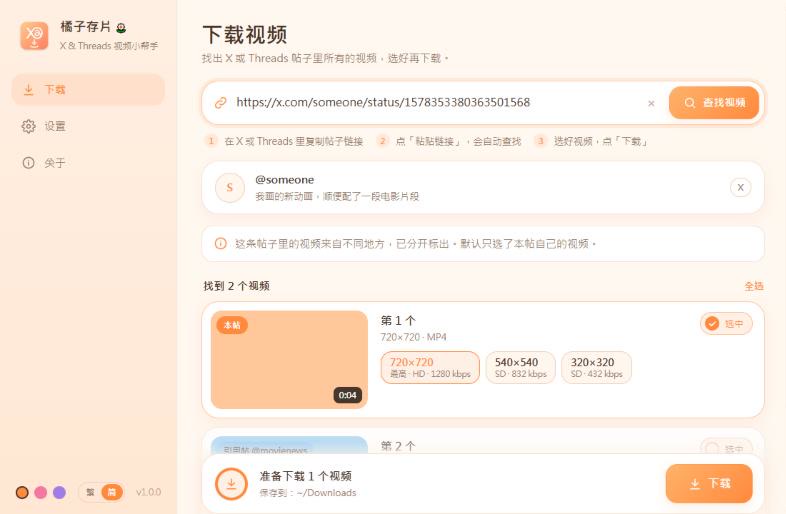 橘子存片
X & Threads 视频小帮手
下载
设置
关于
繁 简
v1.0.0
下载视频
找出 X 或 Threads 帖子里所有的视频，选好再下载。
https://x.com/someone/status/1578353380363501568
×
查找视频
1 在 X 或 Threads 里复制帖子链接
2 点「粘贴链接」，会自动查找
3 选好视频，点「下载」
S
@someone
我画的新动画，顺便配了一段电影片段
X
这条帖子里的视频来自不同地方，已分开标出。默认只选了本帖自己的视频。
找到 2 个视频
全选
本帖
0:04
第 1 个
720×720 · MP4
选中
720×720
最高 · HD · 1280 kbps
540×540
SD · 832 kbps
320×320
SD · 432 kbps
引用帖 @movienews
第 2 个
选中
准备下载 1 个视频
保存到：~/Downloads
下载